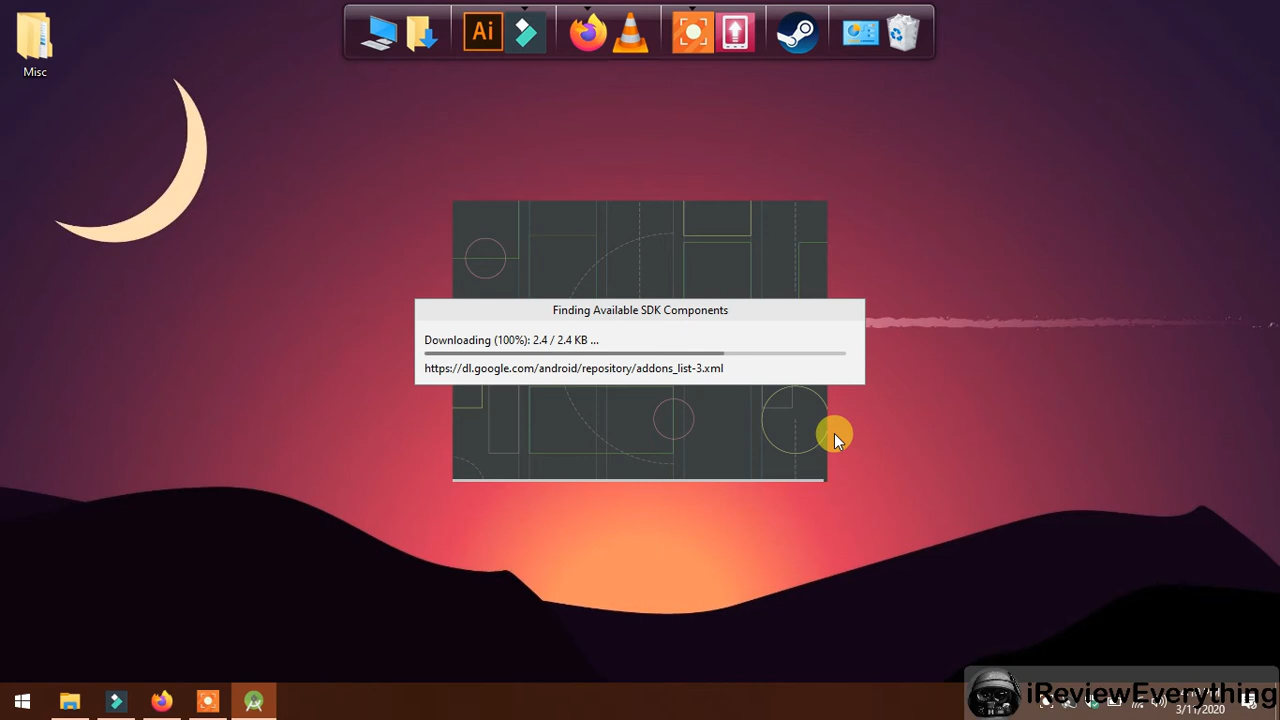 Ai
Misc
Finding Available SDK Components
Downloading (100%): 2.4 / 2.4 KB ...
https://dl.google.com/android/repository/addons_list-3.xml
iReviewEverything
3/11/2020